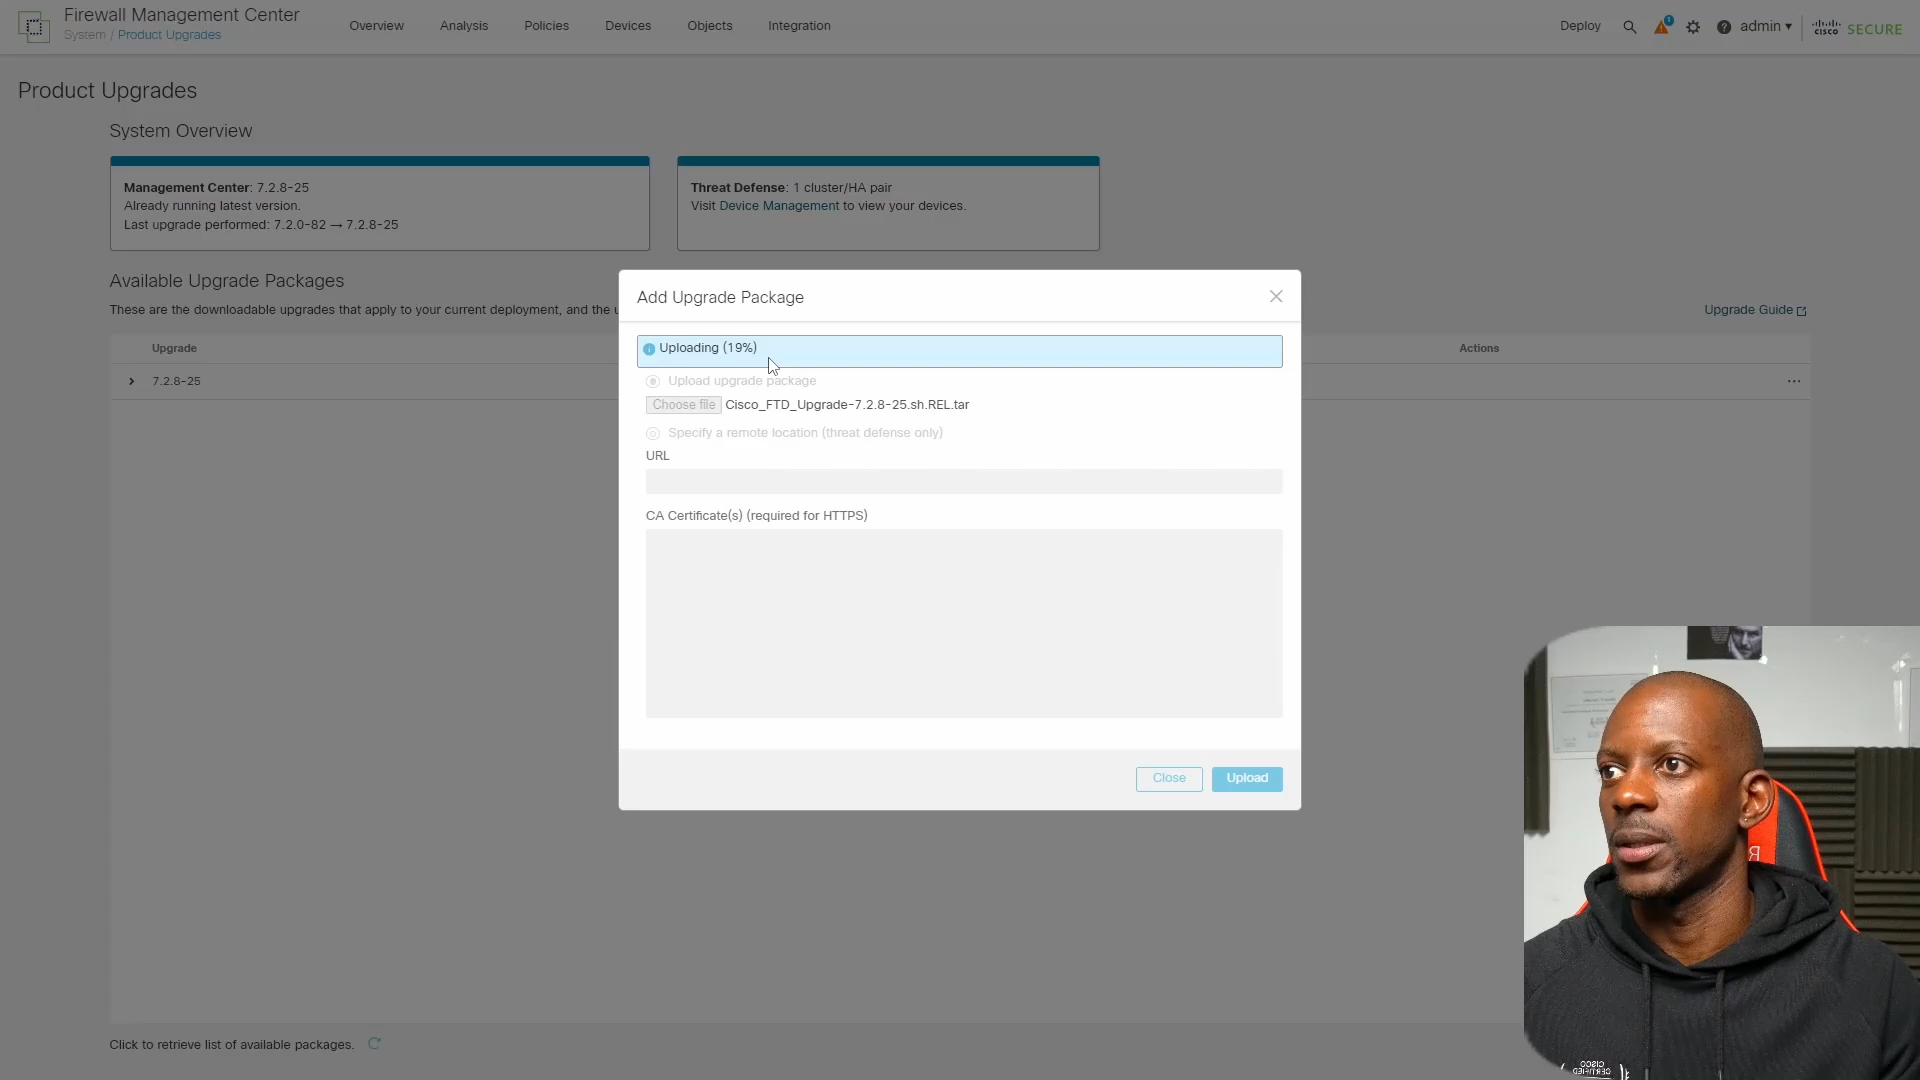 Firewall Management Center
System / Product Upgrades
Overview
Analysis
Policies
Devices
Objects
Integration
Deploy
1
admin
cisco SECURE
Product Upgrades
System Overview
Management Center: 7.2.8-25
Already running latest version.
Last upgrade performed: 7.2.0-82 → 7.2.8-25
Threat Defense: 1 cluster/HA pair
Visit Device Management to view your devices.
Available Upgrade Packages
These are the downloadable upgrades that apply to your current deployment, and the
Upgrade Guide
Upgrade
Actions
7.2.8-25
...
Add Upgrade Package
Uploading (19%)
Upload upgrade package
Choose file Cisco_FTD_Upgrade-7.2.8-25.sh.REL.tar
Specify a remote location (threat defense only)
URL
CA Certificate(s) (required for HTTPS)
Close
Upload
Click to retrieve list of available packages.
CISCO
CERTIFIED